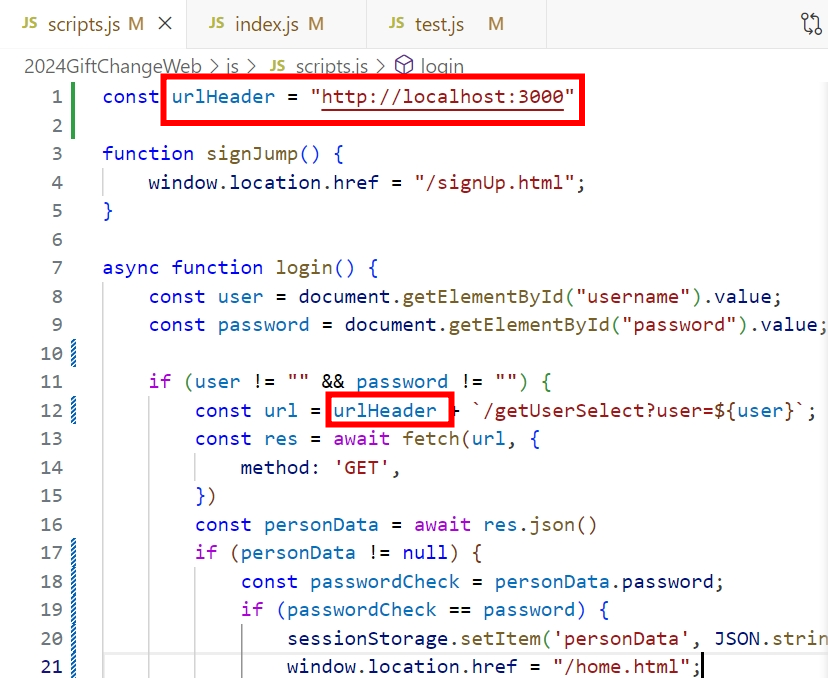 JS scripts.js M JS index.js M JS test.js M
2024GiftChangeWeb > js > JS scripts.js > login
1 const urlHeader = "http://localhost:3000"
2
3 function signJump() {
4 window.location.href = "/signUp.html";
5 }
6
7 async function login() {
8 const user = document.getElementById("username").value;
9 const password = document.getElementById("password").value;
10
11 if (user != "" && password != "") {
12 const url = urlHeader + `/getUserSelect?user=${user}`;
13 const res = await fetch(url, {
14 method: 'GET',
15 })
16 const personData = await res.json()
17 if (personData != null) {
18 const passwordCheck = personData.password;
19 if (passwordCheck == password) {
20 sessionStorage.setItem('personData', JSON.strin
21 window.location.href = "/home.html";